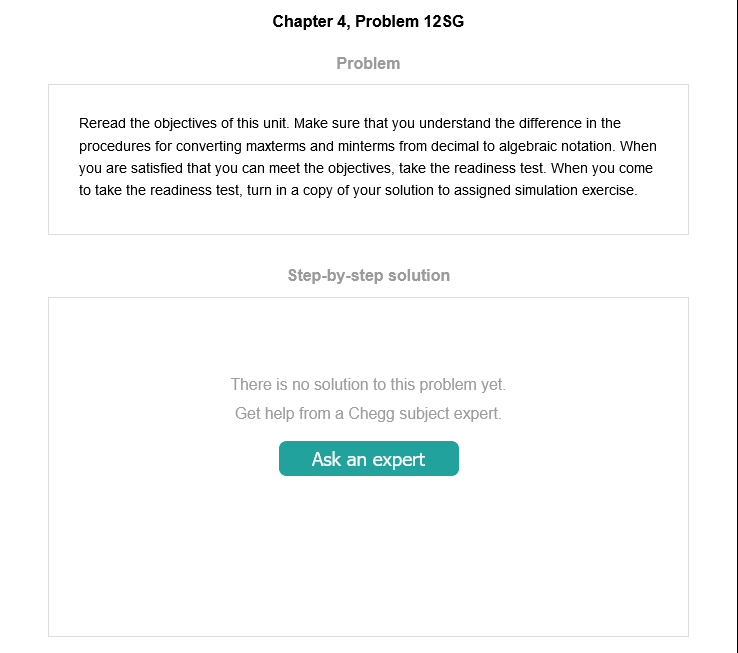 Chapter 4, Problem 12SG
Problem
Reread the objectives of this unit. Make sure that you understand the difference in the
procedures for converting maxterms and minterms from decimal to algebraic notation. When
you are satisfied that you can meet the objectives, take the readiness test. When you come
to take the readiness test, turn in a copy of your solution to assigned simulation exercise.
Step-by-step solution
There is no solution to this problem yet.
Get help from a Chegg subject expert.
Ask an expert